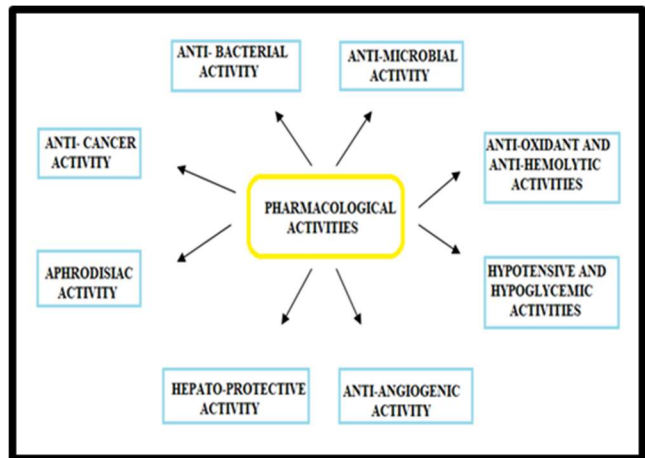 ANTI- BACTERIAL
ACTIVITY
ANTI-MICROBIAL
ACTIVITY
ANTI- CANCER
ACTIVITY
ANTI-OXIDANT AND
ANTI-HEMOLYTIC
ACTIVITIES
PHARMACOLOGICAL
ACTIVITIES
APHRODISIAC
ACTIVITY
HYPOTENSIVE AND
HYPOGLYCEMIC
ACTIVITIES
HEPATO-PROTECTIVE
ACTIVITY
ANTI-ANGIOGENIC
ACTIVITY